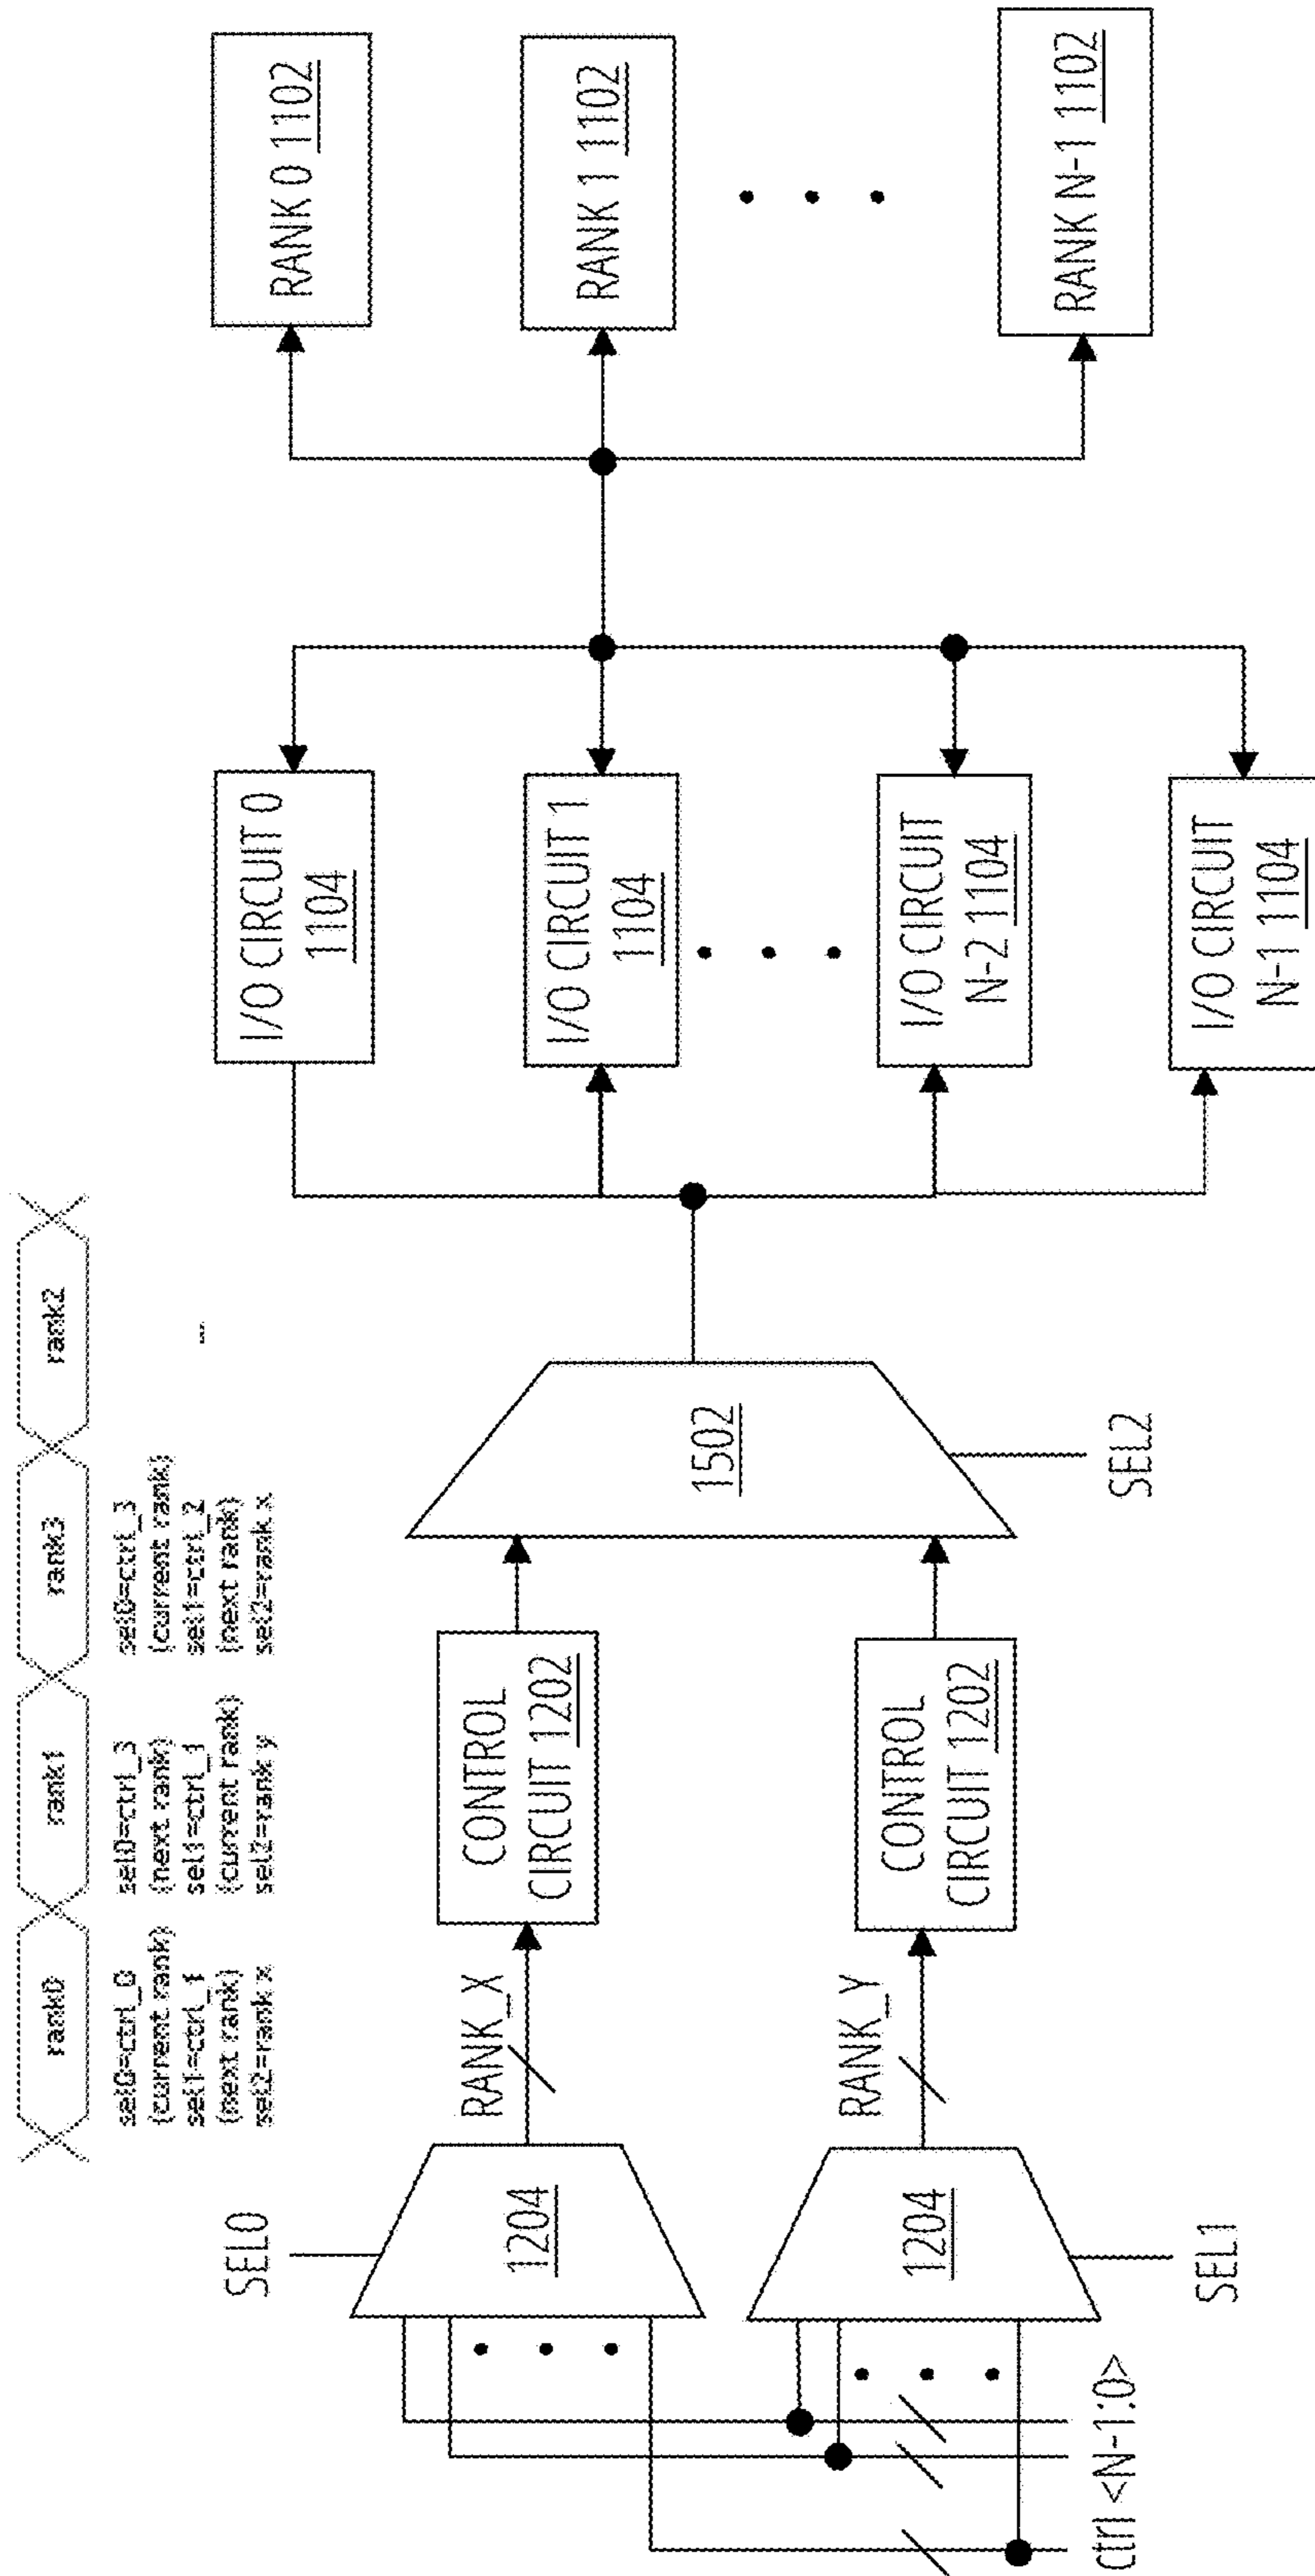 rank0
rank1
rank3
rank2
sel0=ctrl_0
(current rank)
sel1=ctrl_1
(next rank)
sel2=rank x
sel0=ctrl_3
(next rank)
sel1=ctrl_1
(current rank)
sel2=rank y
sel0=ctrl_3
(current rank)
sel1=ctrl_2
(next rank)
sel2=rank x
...
SEL0
1204
RANK_X
CONTROL
CIRCUIT 1202
1204
SEL1
RANK_Y
CONTROL
CIRCUIT 1202
ctrl <N-1:0>
1502
SEL2
I/O CIRCUIT 0
1104
I/O CIRCUIT 1
1104
I/O CIRCUIT
N-2 1104
I/O CIRCUIT
N-1 1104
RANK 0 1102
RANK 1 1102
RANK N-1 1102